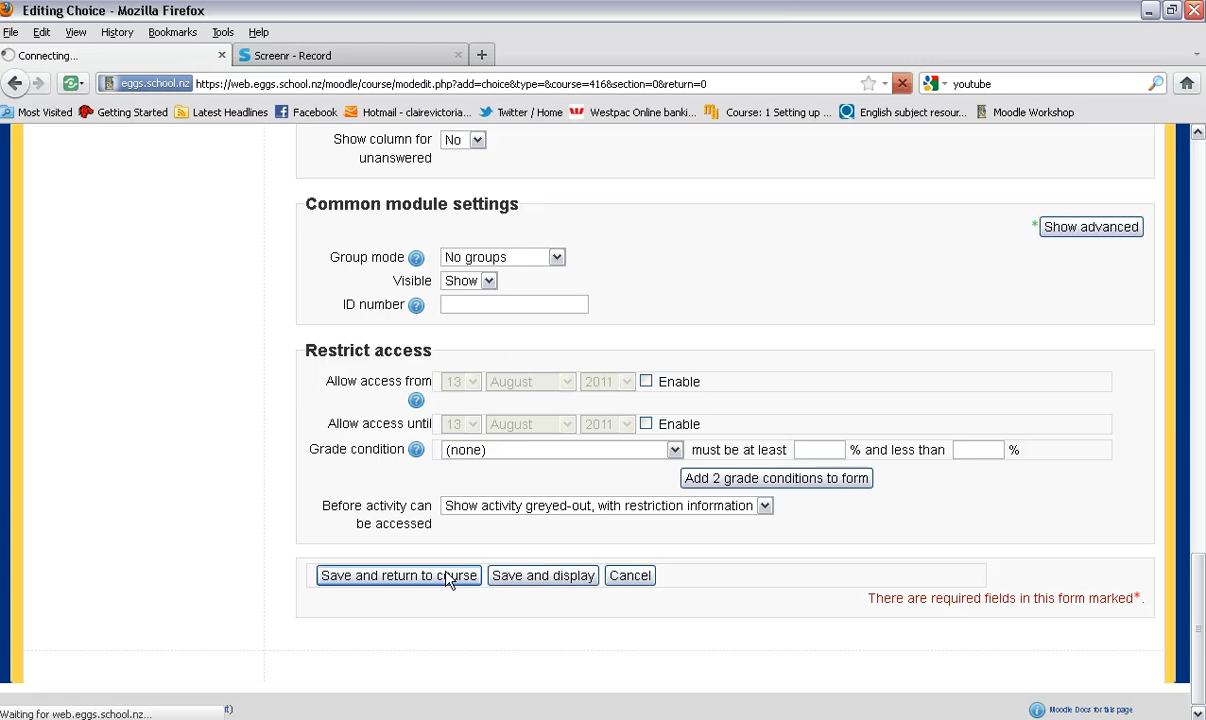 Editing Choice - Mozilla Firefox
File Edit View History Bookmarks Tools Help
Connecting... Screenr - Record
eggs.school.nz https://web.eggs.school.nz/moodle/course/modedit.php?add=choice&type=&course=416&section=0&return=0 youtube
Most Visited Getting Started Latest Headlines Facebook Hotmail - clairevictoria... Twitter / Home Westpac Online banki... Course: 1 Setting up ... English subject resour... Moodle Workshop
Show column for No
unanswered
Common module settings
* Show advanced
Group mode No groups
Visible Show
ID number
Restrict access
Allow access from 13 August 2011 Enable
Allow access until 13 August 2011 Enable
Grade condition (none) must be at least % and less than %
Add 2 grade conditions to form
Before activity can Show activity greyed-out, with restriction information
be accessed
Save and return to course Save and display Cancel
There are required fields in this form marked*.
Moodle Docs for this page
Waiting for web.eggs.school.nz...